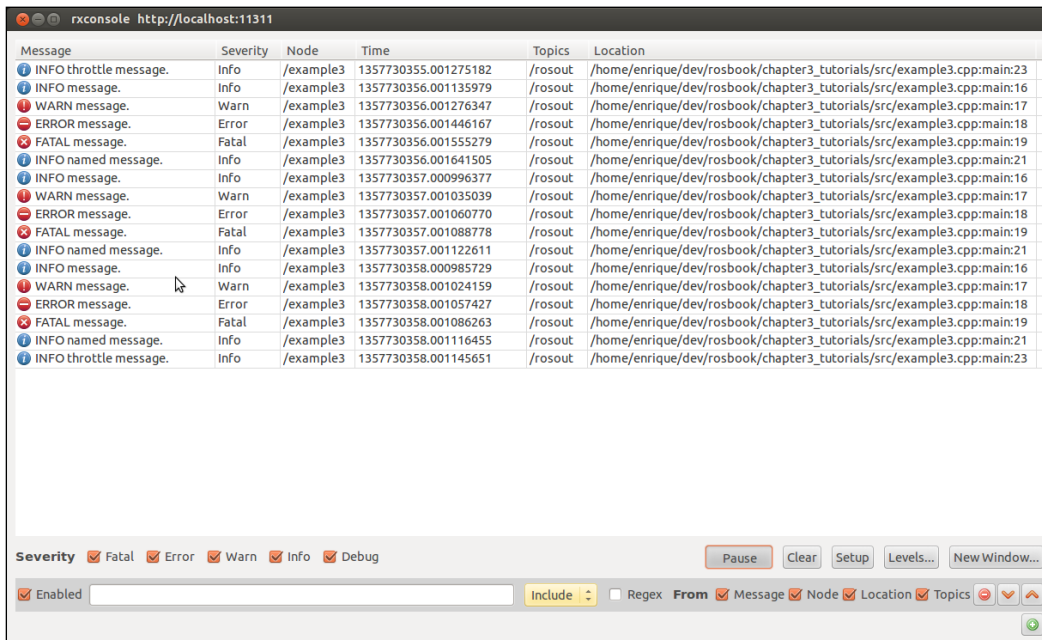 rxconsole http://localhost:11311
Message Severity Node Time Topics Location
INFO throttle message. Info /example3 1357730355.001275182 /rosout /home/enrique/dev/rosbook/chapter3_tutorials/src/example3.cpp:main:23
INFO message. Info /example3 1357730356.001135979 /rosout /home/enrique/dev/rosbook/chapter3_tutorials/src/example3.cpp:main:16
WARN message. Warn /example3 1357730356.001276347 /rosout /home/enrique/dev/rosbook/chapter3_tutorials/src/example3.cpp:main:17
ERROR message. Error /example3 1357730356.001446167 /rosout /home/enrique/dev/rosbook/chapter3_tutorials/src/example3.cpp:main:18
FATAL message. Fatal /example3 1357730356.001555279 /rosout /home/enrique/dev/rosbook/chapter3_tutorials/src/example3.cpp:main:19
INFO named message. Info /example3 1357730356.001641505 /rosout /home/enrique/dev/rosbook/chapter3_tutorials/src/example3.cpp:main:21
INFO message. Info /example3 1357730357.000996377 /rosout /home/enrique/dev/rosbook/chapter3_tutorials/src/example3.cpp:main:16
WARN message. Warn /example3 1357730357.001035039 /rosout /home/enrique/dev/rosbook/chapter3_tutorials/src/example3.cpp:main:17
ERROR message. Error /example3 1357730357.001060770 /rosout /home/enrique/dev/rosbook/chapter3_tutorials/src/example3.cpp:main:18
FATAL message. Fatal /example3 1357730357.001088778 /rosout /home/enrique/dev/rosbook/chapter3_tutorials/src/example3.cpp:main:19
INFO named message. Info /example3 1357730357.001122611 /rosout /home/enrique/dev/rosbook/chapter3_tutorials/src/example3.cpp:main:21
INFO message. Info /example3 1357730358.000985729 /rosout /home/enrique/dev/rosbook/chapter3_tutorials/src/example3.cpp:main:16
WARN message. Warn /example3 1357730358.001024159 /rosout /home/enrique/dev/rosbook/chapter3_tutorials/src/example3.cpp:main:17
ERROR message. Error /example3 1357730358.001057427 /rosout /home/enrique/dev/rosbook/chapter3_tutorials/src/example3.cpp:main:18
FATAL message. Fatal /example3 1357730358.001086263 /rosout /home/enrique/dev/rosbook/chapter3_tutorials/src/example3.cpp:main:19
INFO named message. Info /example3 1357730358.001116455 /rosout /home/enrique/dev/rosbook/chapter3_tutorials/src/example3.cpp:main:21
INFO throttle message. Info /example3 1357730358.001145651 /rosout /home/enrique/dev/rosbook/chapter3_tutorials/src/example3.cpp:main:23
Severity Fatal Error Warn Info Debug Pause Clear Setup Levels... New Window...
Enabled Include Regex From Message Node Location Topics